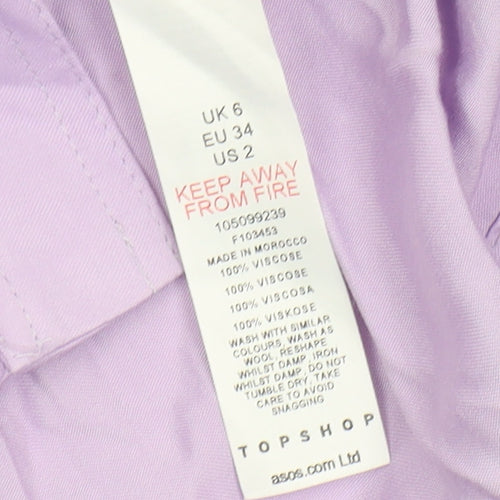 UK 6
EU 34
US 2
KEEP AWAY
FROM FIRE
105099239
F103453
MADE IN MOROCCO
100% VISCOSE
100% VISCOSE
100% VISCOSA
100% VISKOSE
WASH WITH SIMILAR
COLOURS, WASH AS
WOOL, RESHAPE
WHILST DAMP, IRON
WHILST DAMP, DO NOT
TUMBLE DRY, TAKE
CARE TO AVOID
SNAGGING
TOPSHOP
asos.com Ltd